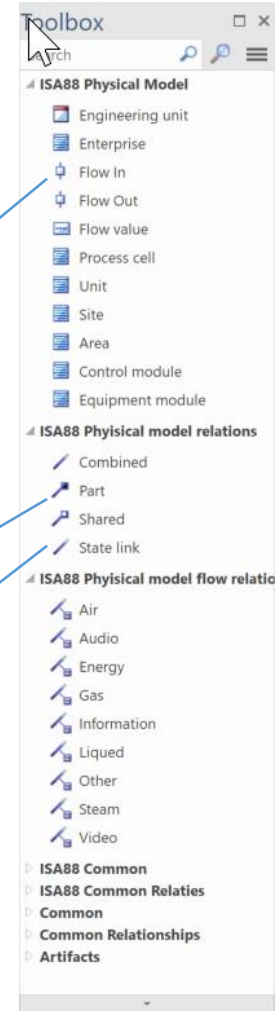 Toolbox
Search
ISA88 Physical Model
Engineering unit
Enterprise
Flow In
Flow Out
Flow value
Process cell
Unit
Site
Area
Control module
Equipment module
ISA88 Phyisical model relations
Combined
Part
Shared
State link
ISA88 Phyisical model flow relatio
Air
Audio
Energy
Gas
Information
Liqued
Other
Steam
Video
ISA88 Common
ISA88 Common Relaties
Common
Common Relationships
Artifacts